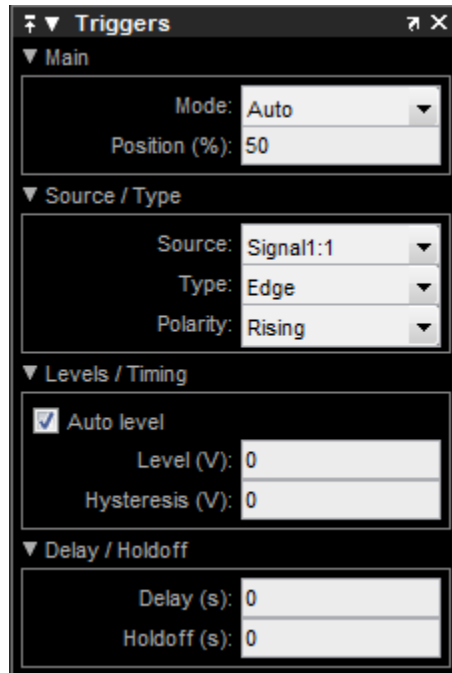 Triggers
Main
Mode: Auto
Position (%): 50
Source / Type
Source: Signal1:1
Type: Edge
Polarity: Rising
Levels / Timing
Auto level
Level (V): 0
Hysteresis (V): 0
Delay / Holdoff
Delay (s): 0
Holdoff (s): 0